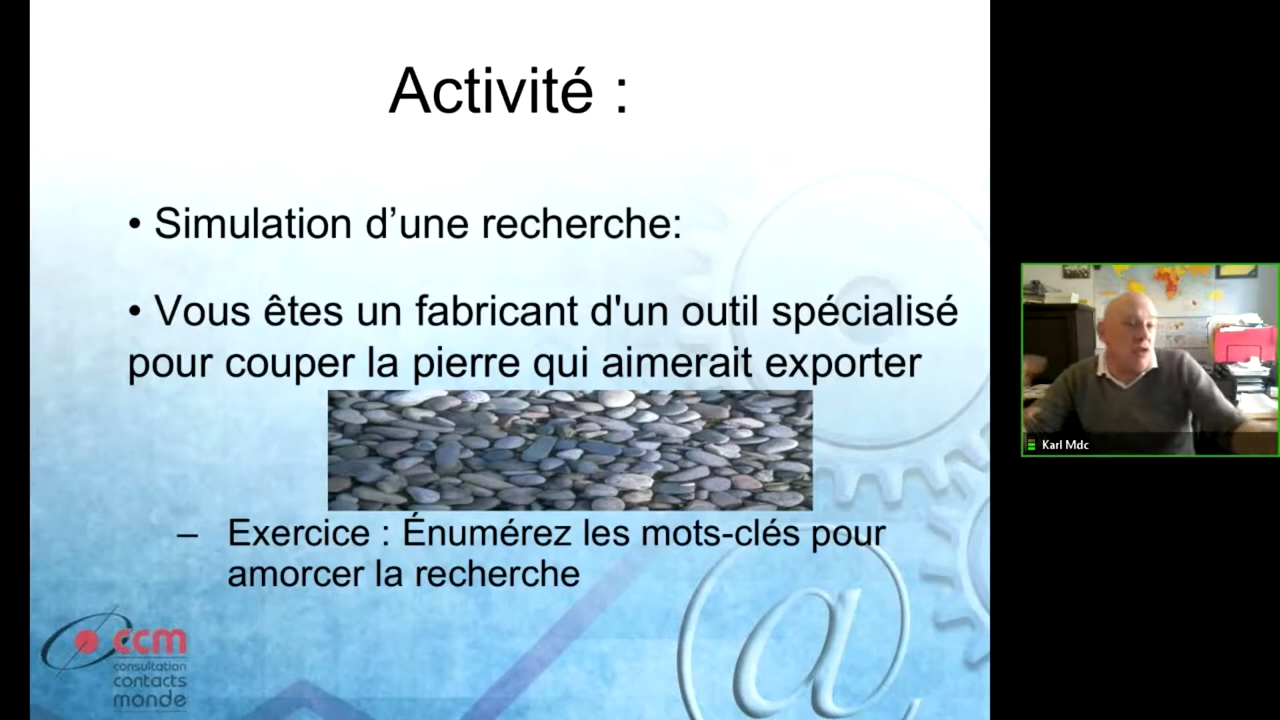 Activité :
• Simulation d’une recherche:
• Vous êtes un fabricant d'un outil spécialisé
pour couper la pierre qui aimerait exporter
– Exercice : Énumérez les mots-clés pour
amorcer la recherche
ccm
consultation
contacts
monde
Karl Mdc